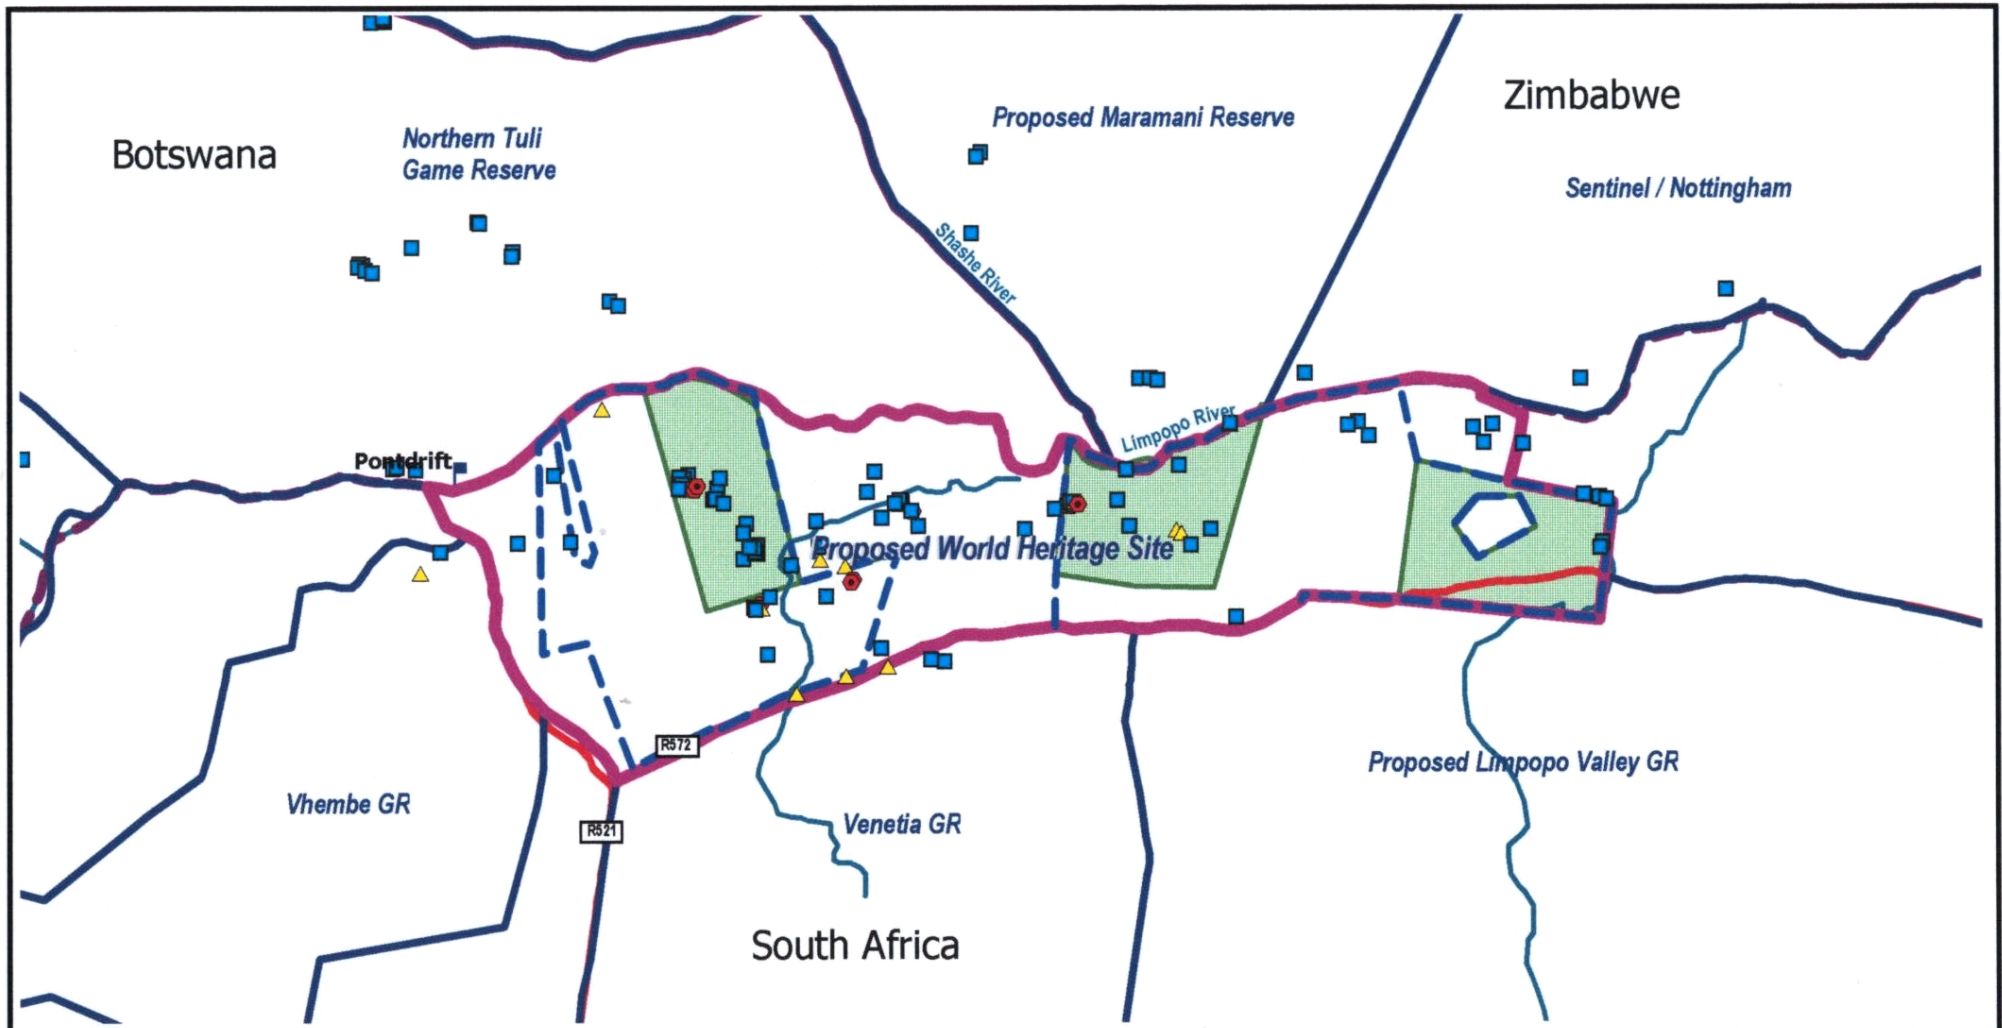 Zimbabwe
Proposed Maramani Reserve
Botswana
Northern Tuli
Game Reserve
Sentinel / Nottingham
Shashe River
Limpopo River
Pontdrift
Proposed World Heritage Site
R572
Proposed Limpopo Valley GR
Vhembe GR
R521
Venetia GR
South Africa